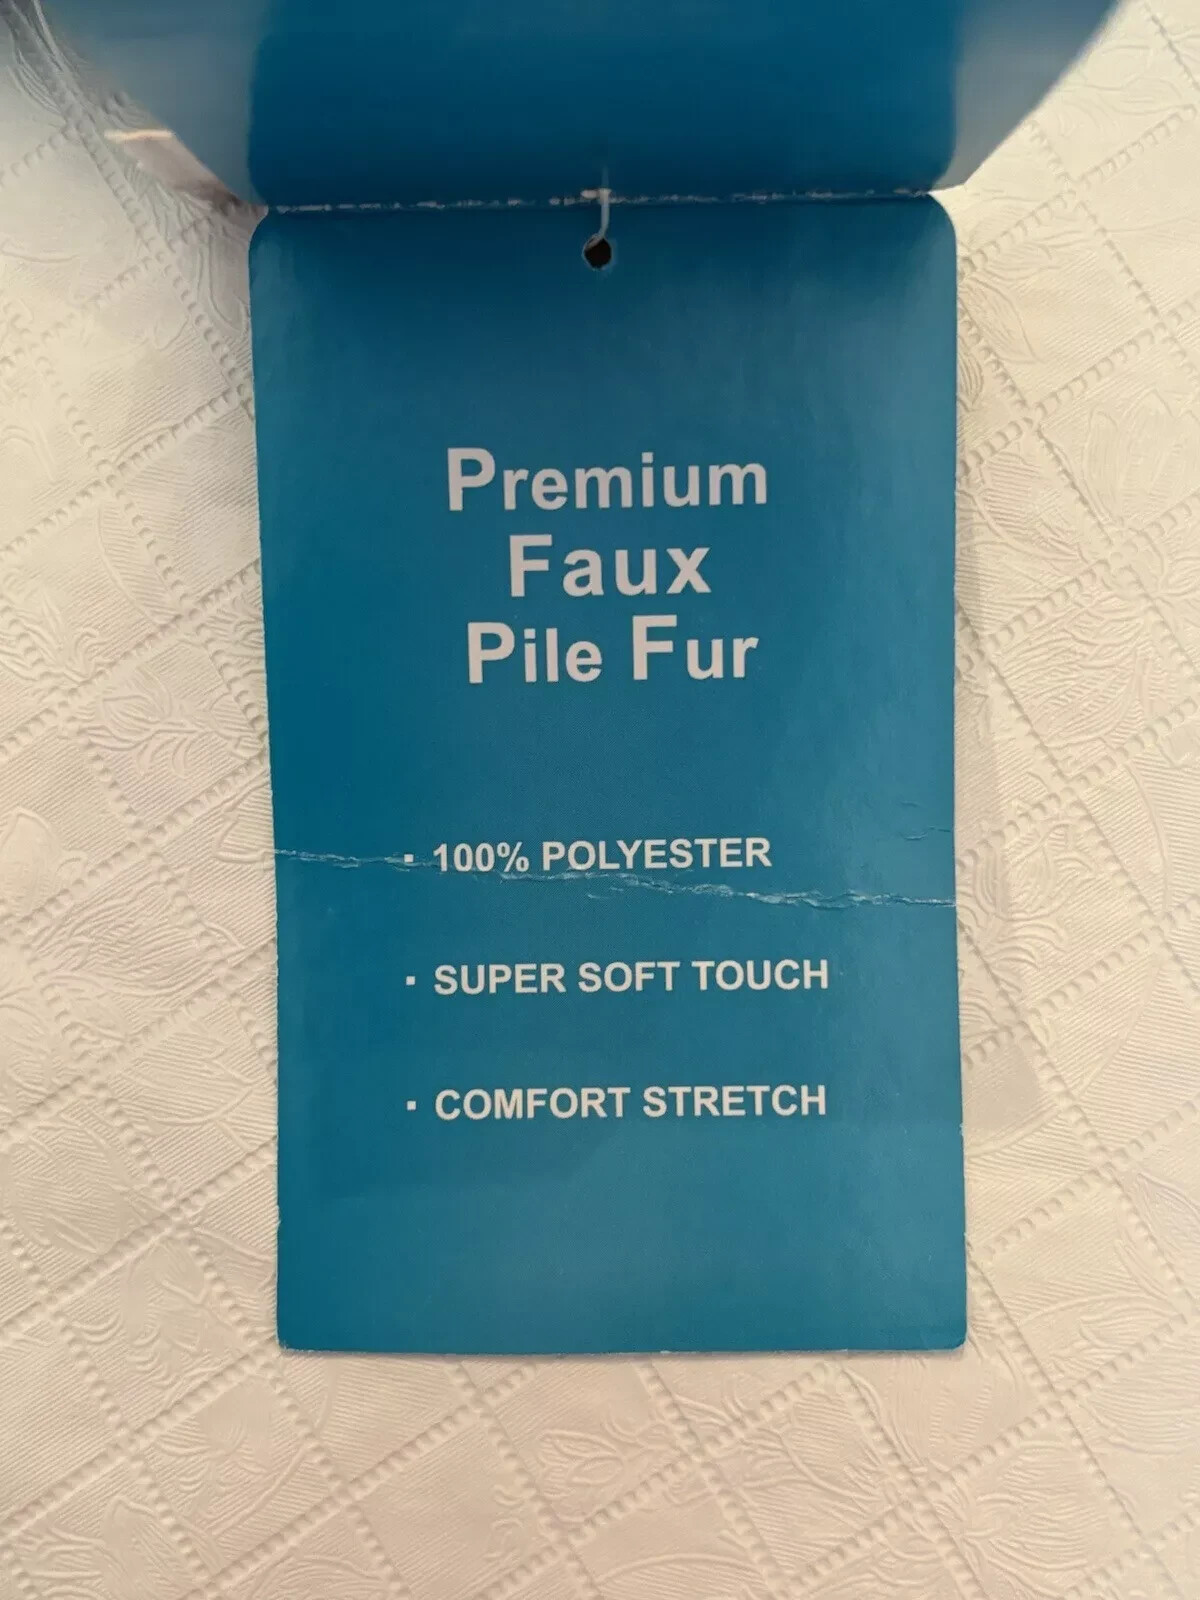 Premium
Faux
Pile Fur
· 100% POLYESTER
· SUPER SOFT TOUCH
· COMFORT STRETCH